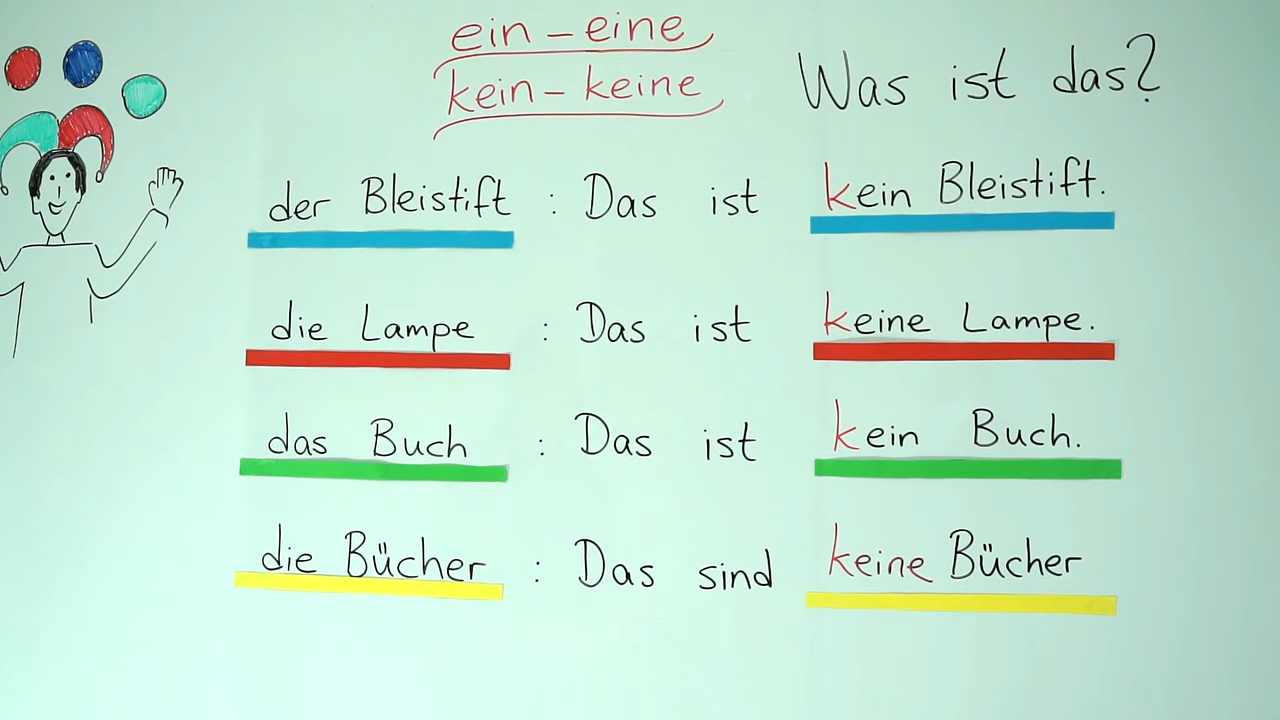 ein – eine
kein – keine
Was ist das?
der Bleistift : Das ist kein Bleistift.
die Lampe : Das ist keine Lampe.
das Buch : Das ist kein Buch.
die Bücher : Das sind keine Bücher